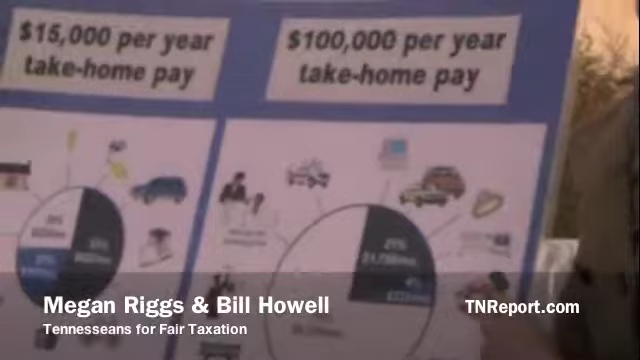 $15,000 per year
take-home pay
$100,000 per year
take-home pay
Megan Riggs & Bill Howell
Tennesseans for Fair Taxation
TNReport.com